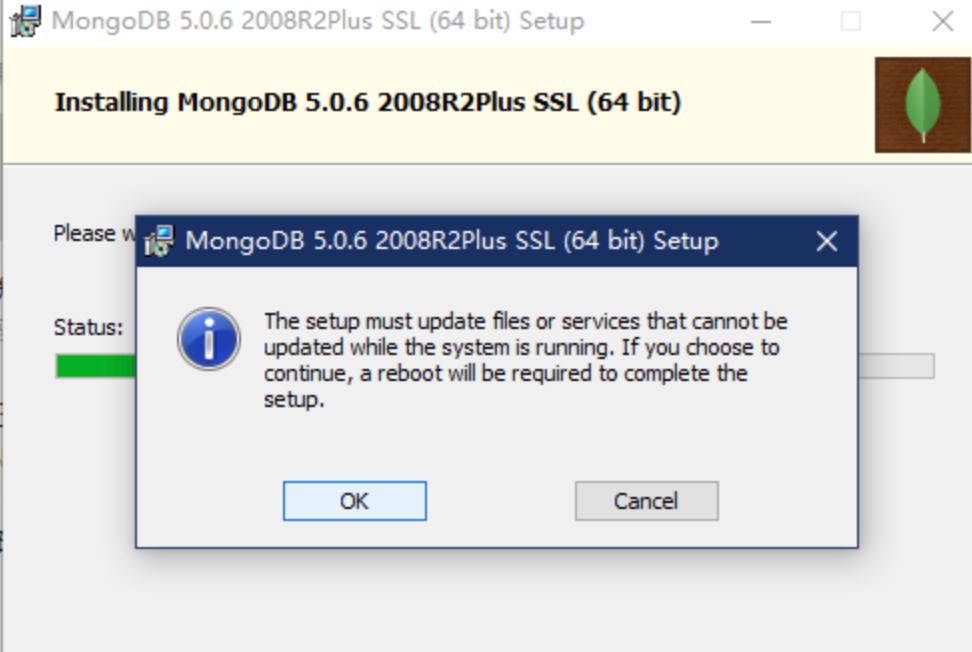 MongoDB 5.0.6 2008R2Plus SSL (64 bit) Setup
Installing MongoDB 5.0.6 2008R2Plus SSL (64 bit)
Please w
MongoDB 5.0.6 2008R2Plus SSL (64 bit) Setup
Status:
The setup must update files or services that cannot be
updated while the system is running. If you choose to
continue, a reboot will be required to complete the
setup.
OK Cancel